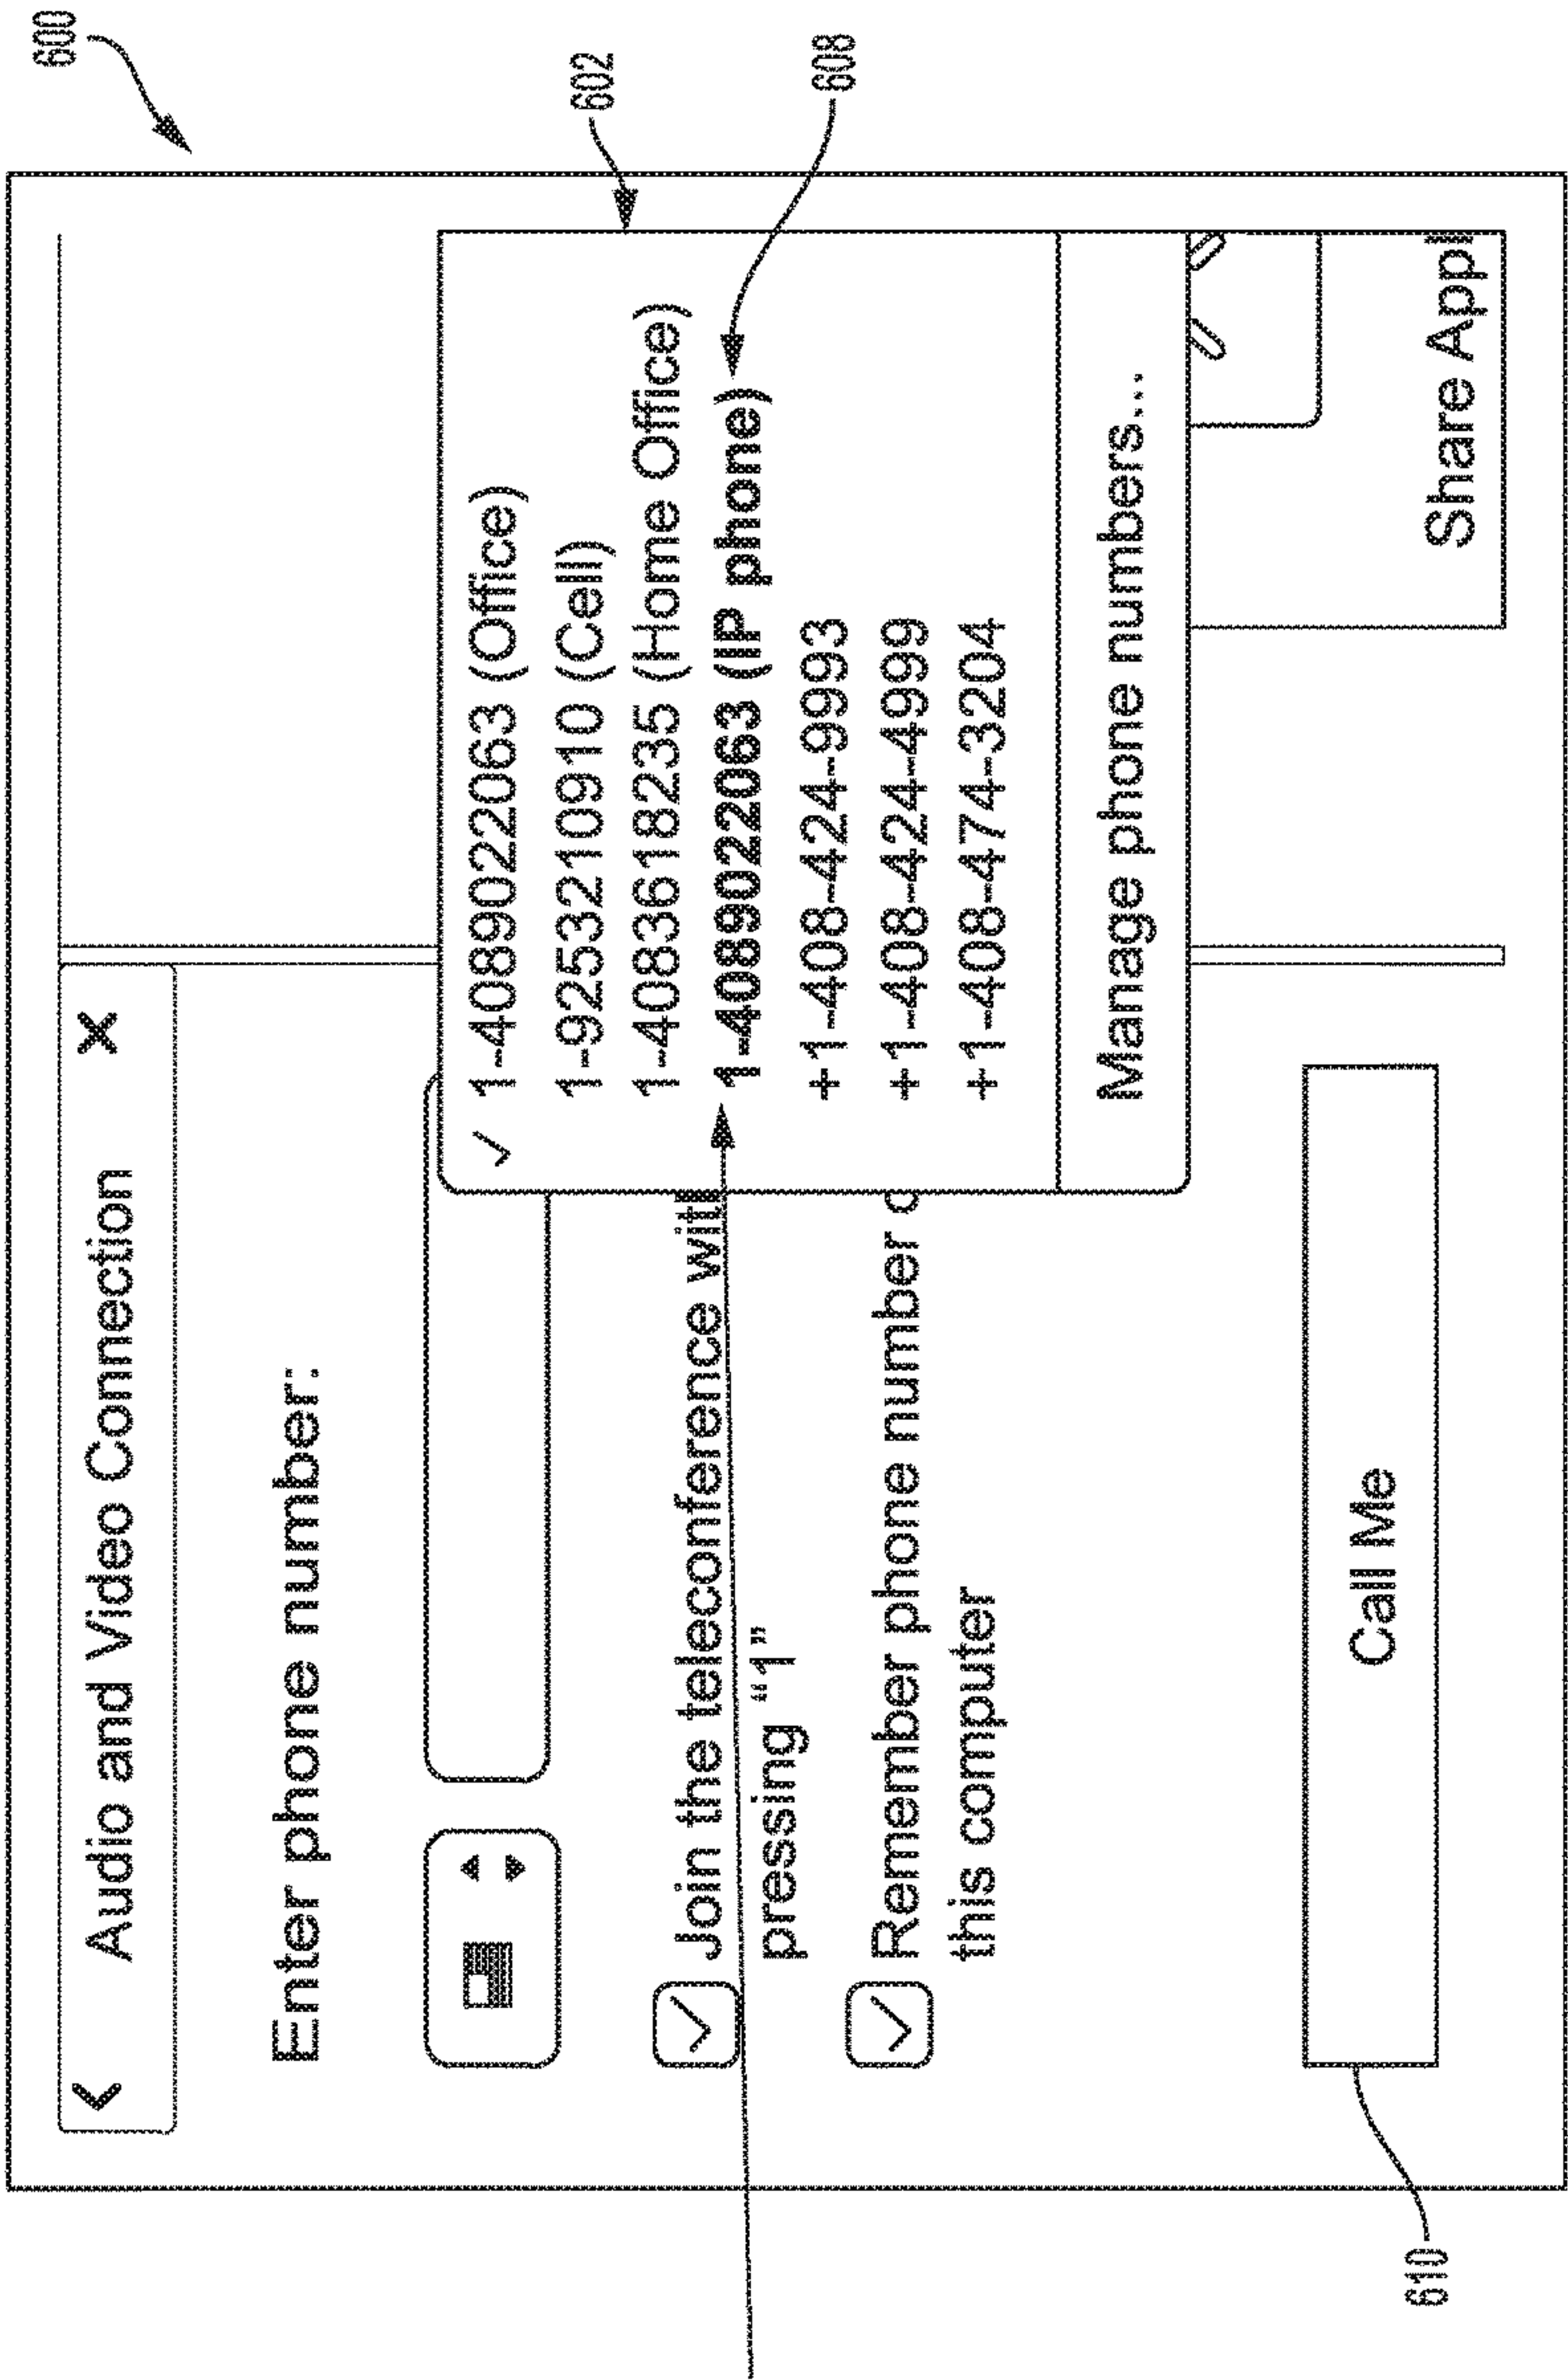 600
Audio and Video Connection
Enter phone number:
602
1-4089022063 (Office)
1-9253210910 (Cell)
1-4083618235 (Home Office)
1-4089022063 (IP phone)
608
+1-408-424-9993
+1-408-424-4999
+1-408-474-3204
Manage phone numbers...
Join the teleconference with
pressing “1”
Remember phone number
this computer
Share Appl
Call Me
610